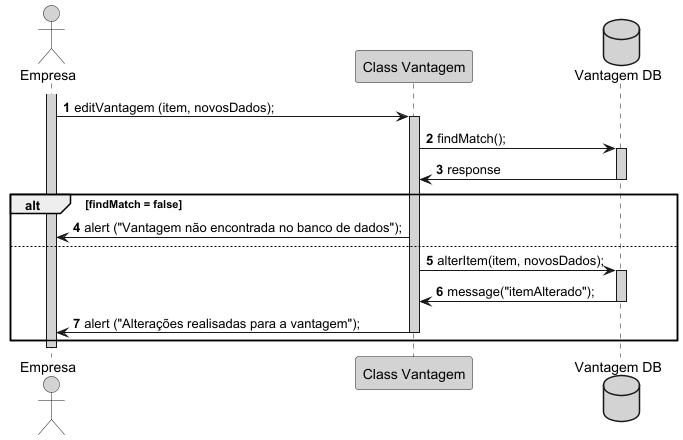 Empresa
Class Vantagem
Vantagem DB
1 editVantagem (item, novosDados);
2 findMatch();
3 response
alt [findMatch = false]
4 alert ("Vantagem não encontrada no banco de dados");
5 alterItem(item, novosDados);
6 message("itemAlterado");
7 alert ("Alterações realisadas para a vantagem");
Empresa
Class Vantagem
Vantagem DB